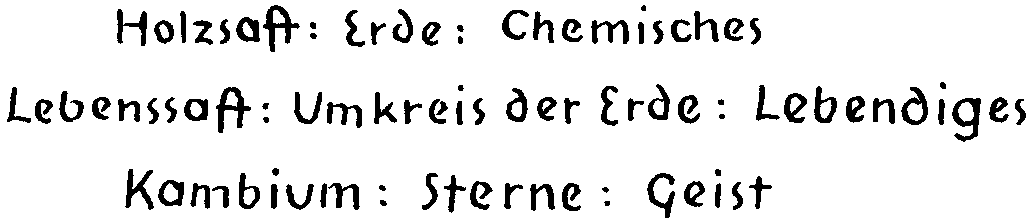 Holzsaft: Erde: Chemisches
Lebenssaft: Umkreis der Erde: Lebendiges
Kambium: Sterne: Geist